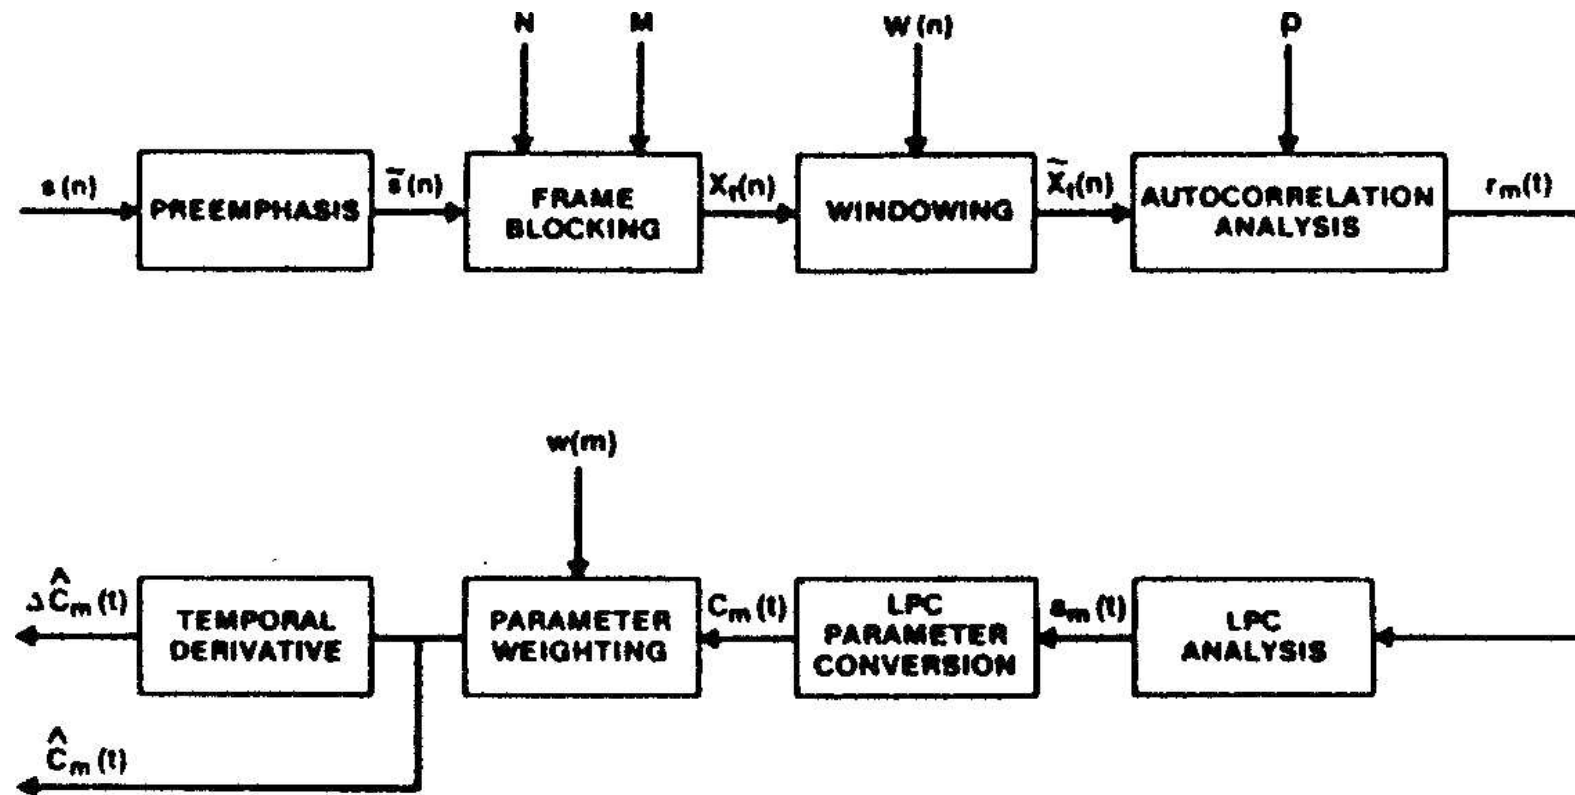 N
M
W(n)
p
s(n)
PREEMPHASIS
s̃(n)
FRAME
BLOCKING
X_t(n)
WINDOWING
X̃_t(n)
AUTOCORRELATION
ANALYSIS
r_m(t)
w(m)
ΔĈ_m(t)
TEMPORAL
DERIVATIVE
PARAMETER
WEIGHTING
C_m(t)
LPC
PARAMETER
CONVERSION
a_m(t)
LPC
ANALYSIS
Ĉ_m(t)